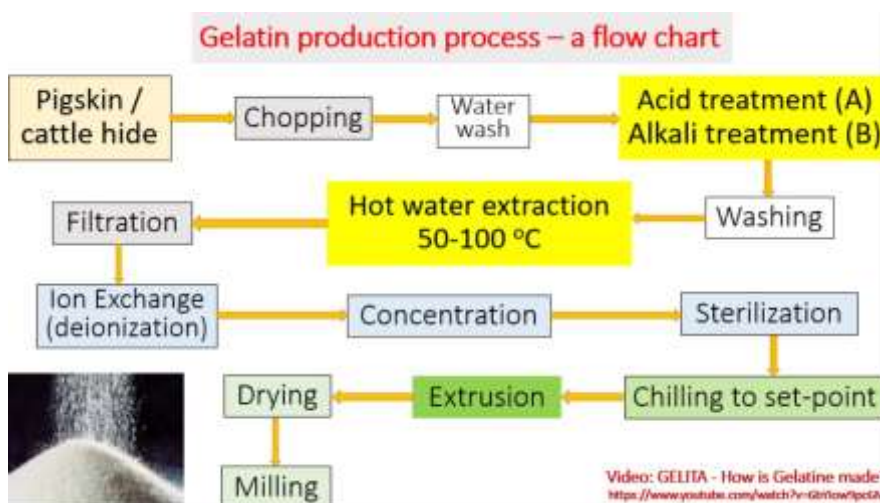 Gelatin production process – a flow chart
Pigskin /
cattle hide
Chopping
Water
wash
Acid treatment (A)
Alkali treatment (B)
Washing
Hot water extraction
50-100 °C
Filtration
Ion Exchange
(deionization)
Concentration
Sterilization
Chilling to set-point
Extrusion
Drying
Milling
Video: GELITA - How is Gelatine made